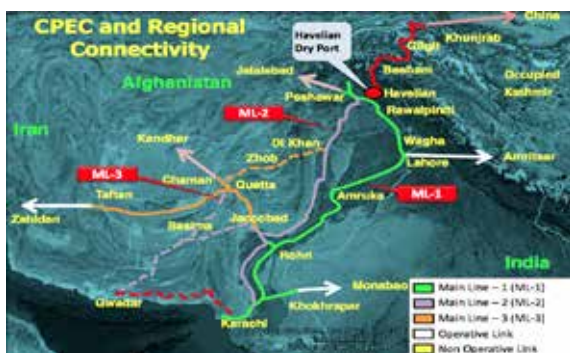 CPEC and Regional
Connectivity
China
Havelian
Dry Port
Gilgit
Khunjrab
Afghanistan
Jalalabad
Besham
Occupied
Kashmir
Peshawar
Havelian
Rawalpindi
ML-2
Iran
Kandhar
DI Khan
Wagha
Lahore
Amritsar
ML-3
Zhob
Chaman
Quetta
Taftan
Amruka
ML-1
Zahidan
Basima
Jacobabad
Rohri
India
Gwadar
Monabao
Khokhrapar
Karachi
Main Line – 1 (ML-1)
Main Line – 2 (ML-2)
Main Line – 3 (ML-3)
Operative Link
Non Operative Link